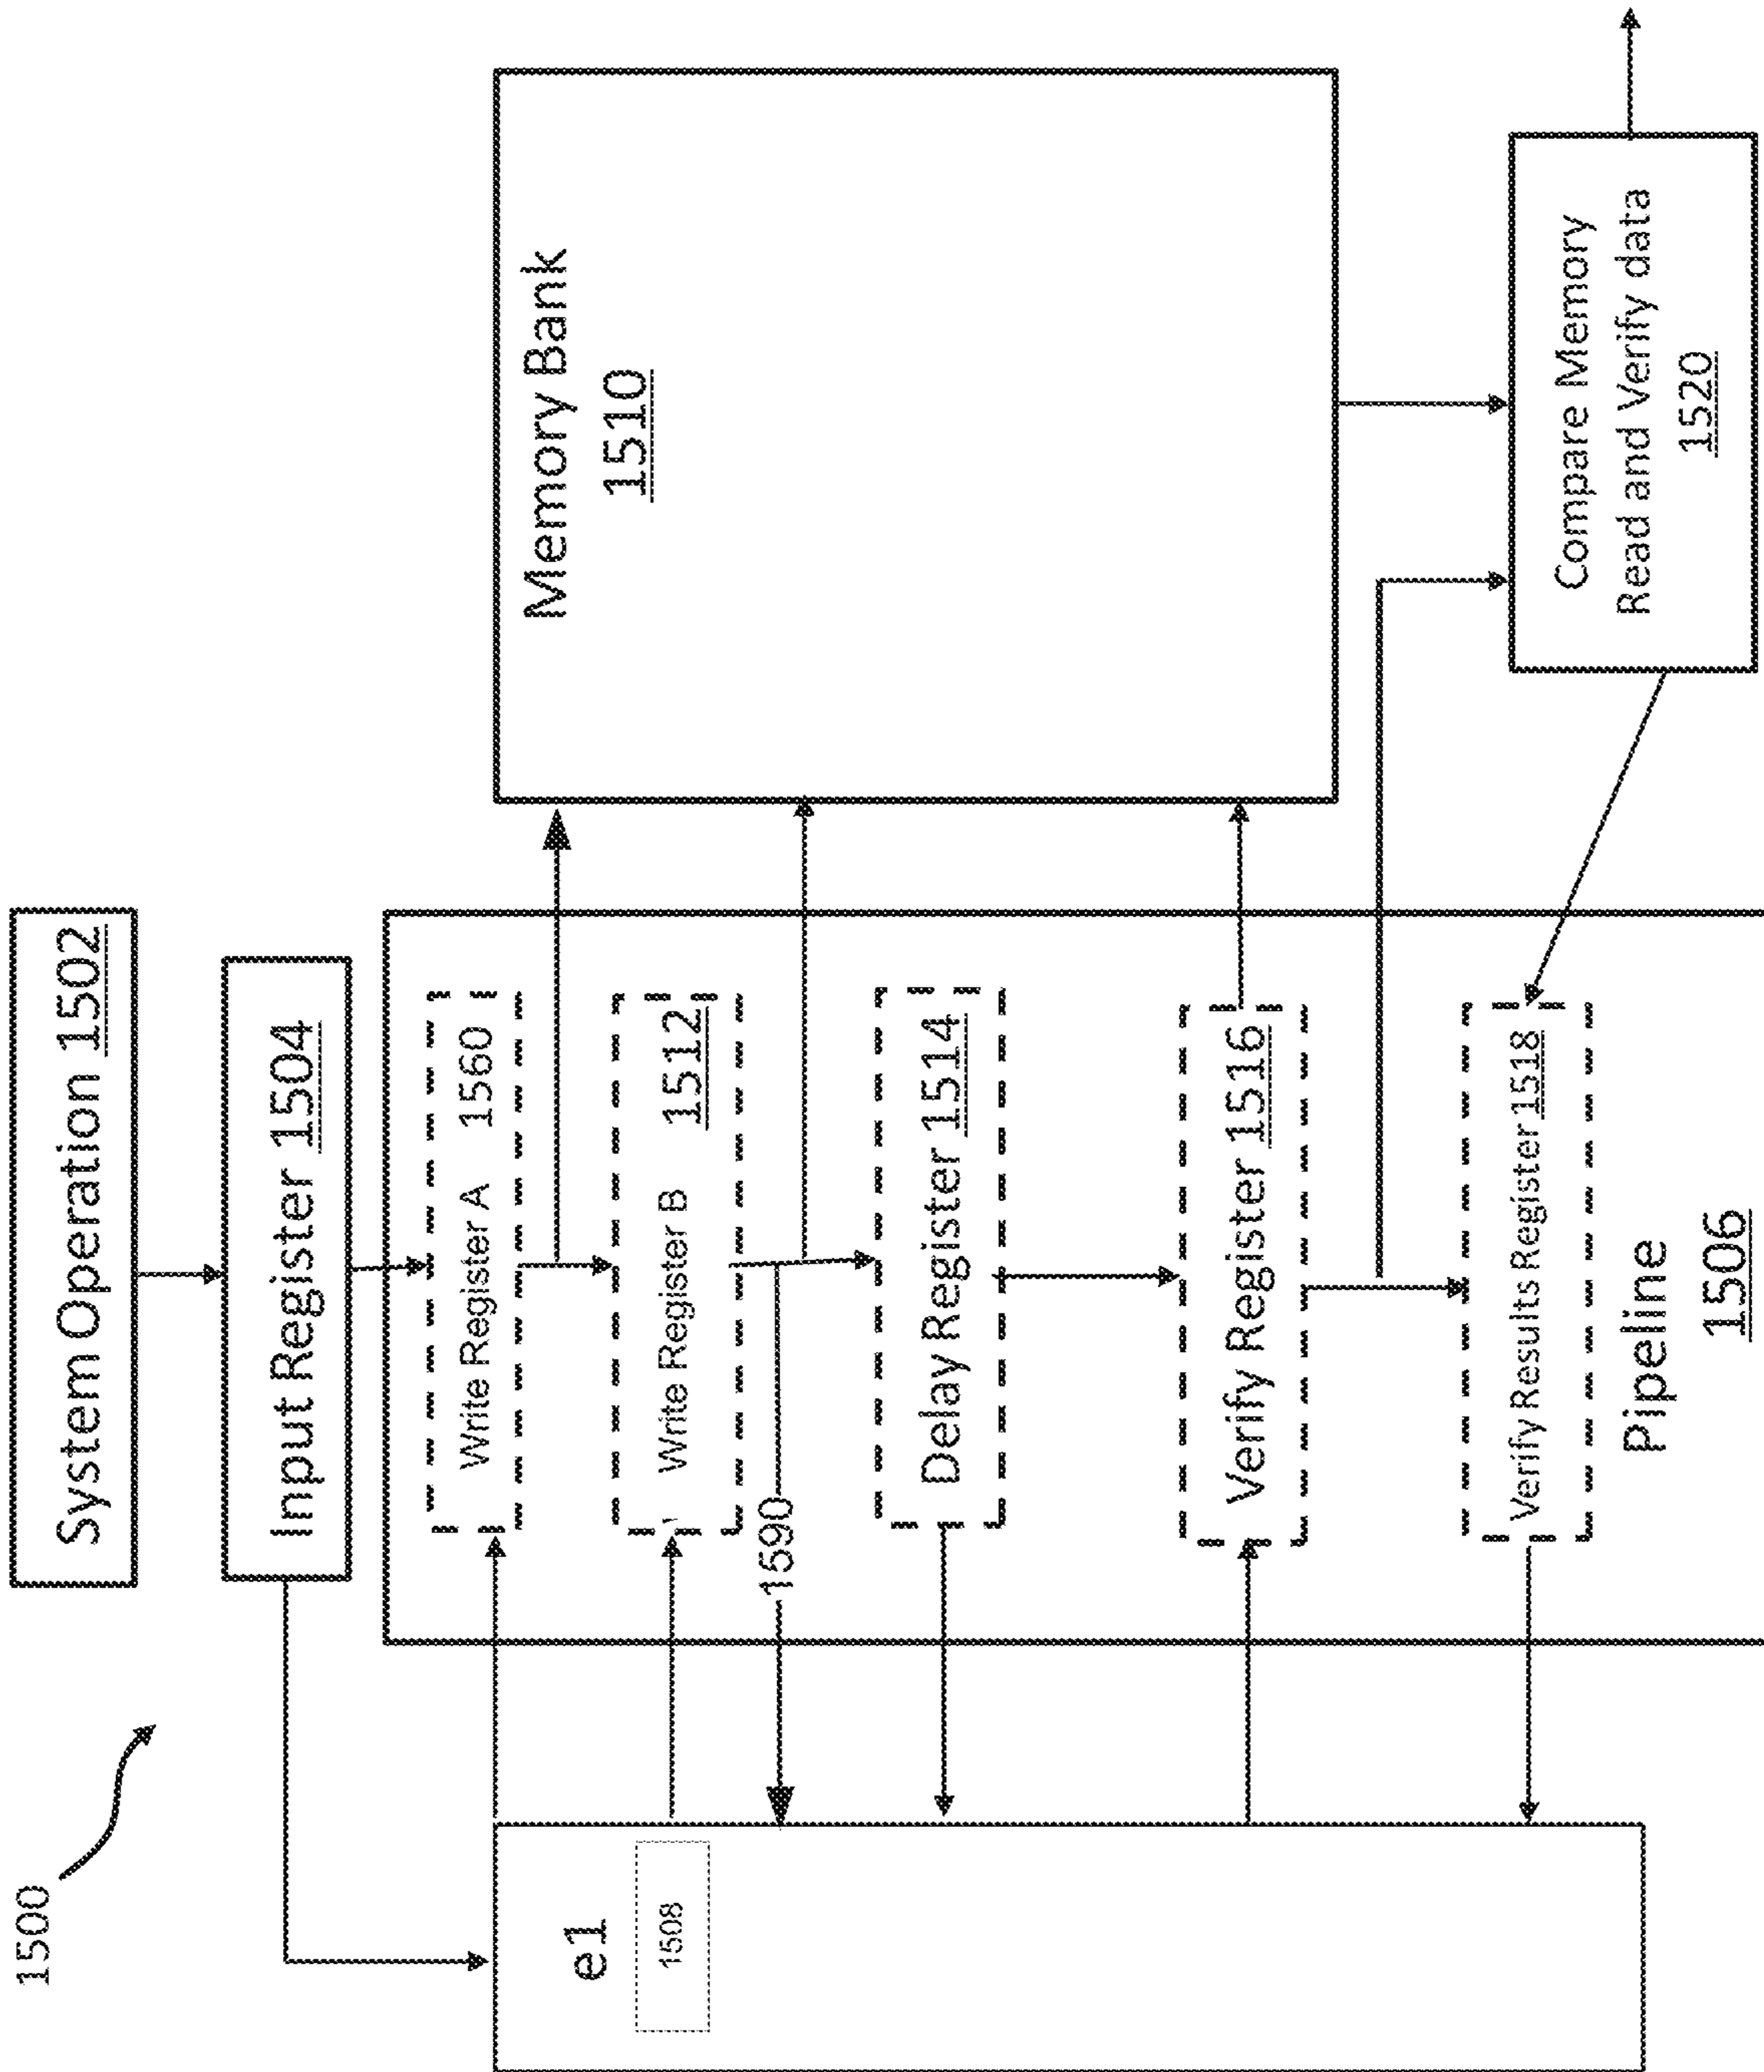 1500
System Operation 1502
Input Register 1504
e1
1508
Write Register A 1560
Write Register B 1512
1590
Delay Register 1514
Verify Register 1516
Verify Results Register 1518
Pipeline
1506
Memory Bank
1510
Compare Memory
Read and Verify data
1520